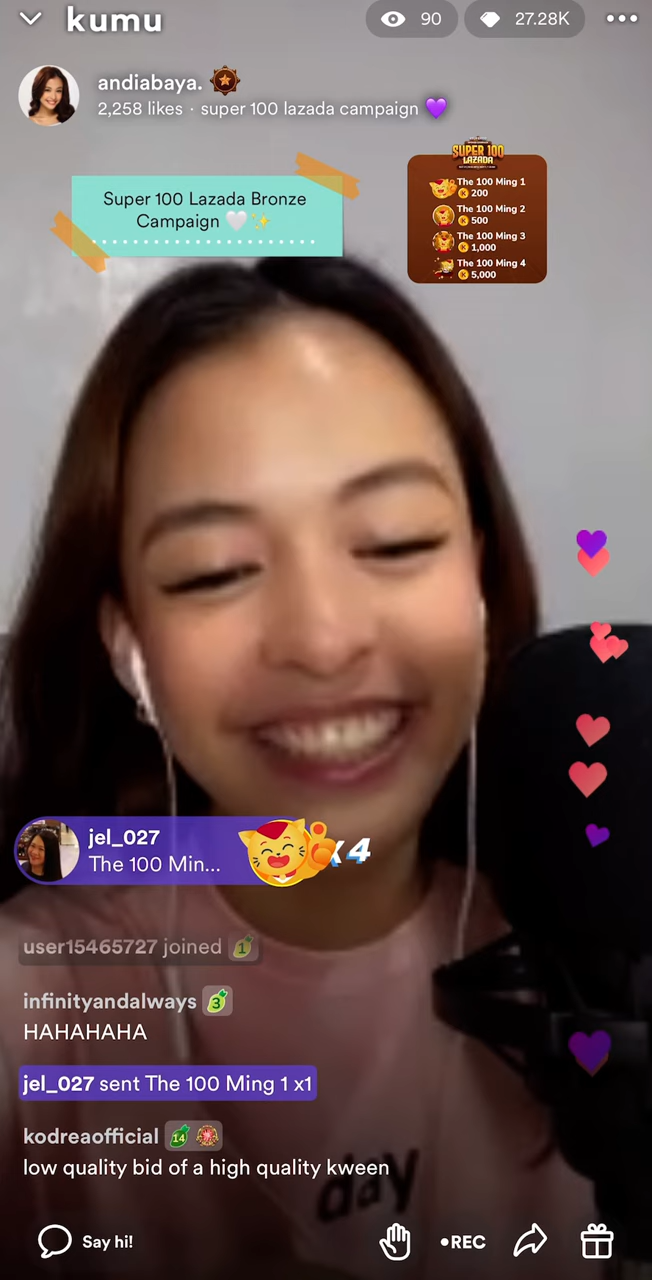 kumu
90
27.28K
andiabaya.
2,258 likes · super 100 lazada campaign 💜
Super 100 Lazada Bronze
Campaign 🤍✨
SUPER 100
LAZADA
The 100 Ming 1
200
The 100 Ming 2
500
The 100 Ming 3
1,000
The 100 Ming 4
5,000
jel_027
The 100 Min...
X 4
user15465727 joined 1
infinityandalways 3
HAHAHAHA
jel_027 sent The 100 Ming 1 x1
kodreaofficial 14
low quality bid of a high quality kween
day
Say hi!
•REC